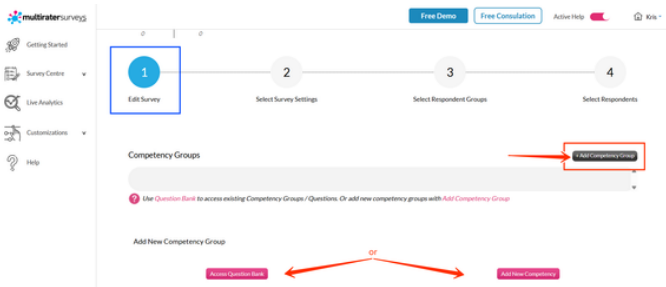 multiratersurveys
Free Demo
Free Consulation
Active Help
Kris
Getting Started
0
0
Survey Centre
1
2
3
4
Edit Survey
Select Survey Settings
Select Respondent Groups
Select Respondents
Live Analytics
Customizations
Help
Competency Groups
+ Add Competency Group
? Use Question Bank to access existing Competency Groups / Questions. Or add new competency groups with Add Competency Group
Add New Competency Group
or
Access Question Bank
Add New Competency